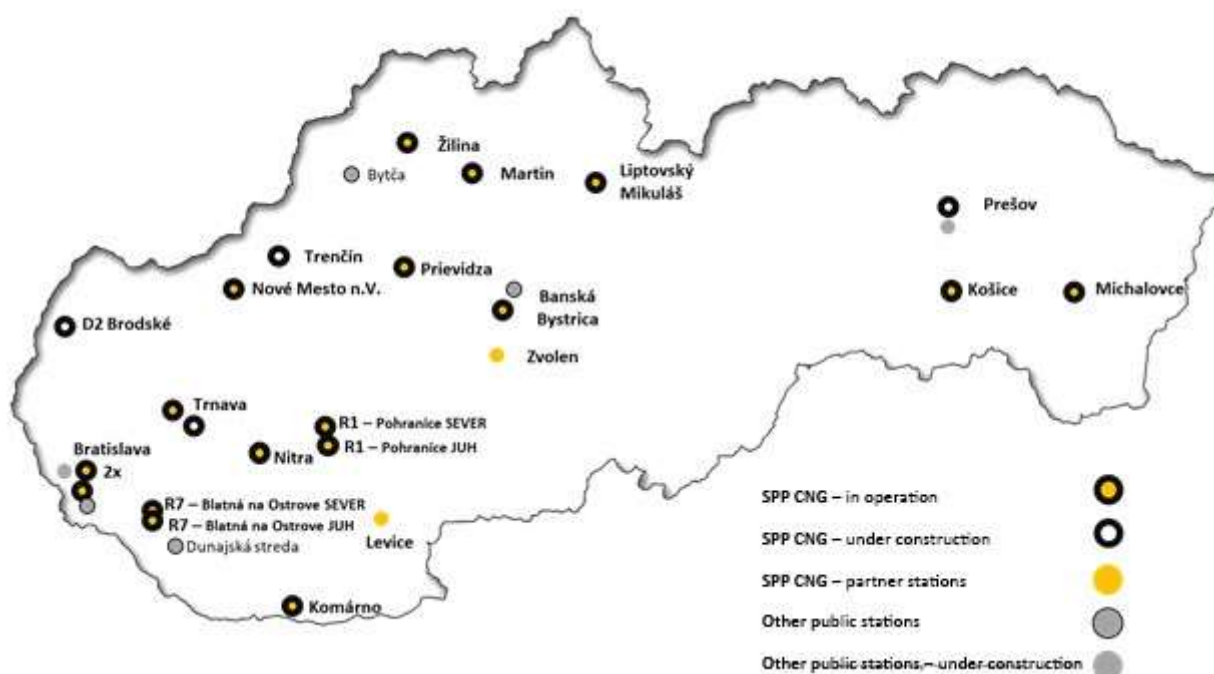 Žilina
Bytča
Martin
Liptovský
Mikuláš
Prešov
Trenčín
Prievidza
Nové Mesto n.V.
Košice
Michalovce
Banská
Bystrica
D2 Brodské
Zvolen
Trnava
R1 – Pohranice SEVER
R1 – Pohranice JUH
Bratislava
2x
Nitra
R7 – Blatná na Ostrove SEVER
R7 – Blatná na Ostrove JUH
Levice
Dunajská streda
Komárno
SPP CNG – in operation
SPP CNG – under construction
SPP CNG – partner stations
Other public stations
Other public stations,– under construction